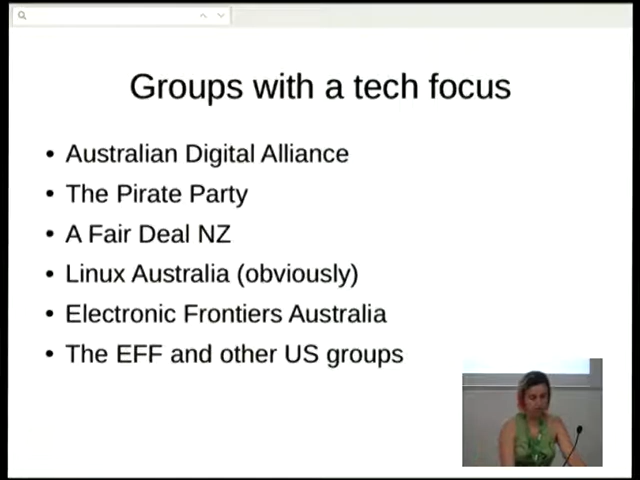 Groups with a tech focus
• Australian Digital Alliance
• The Pirate Party
• A Fair Deal NZ
• Linux Australia (obviously)
• Electronic Frontiers Australia
• The EFF and other US groups